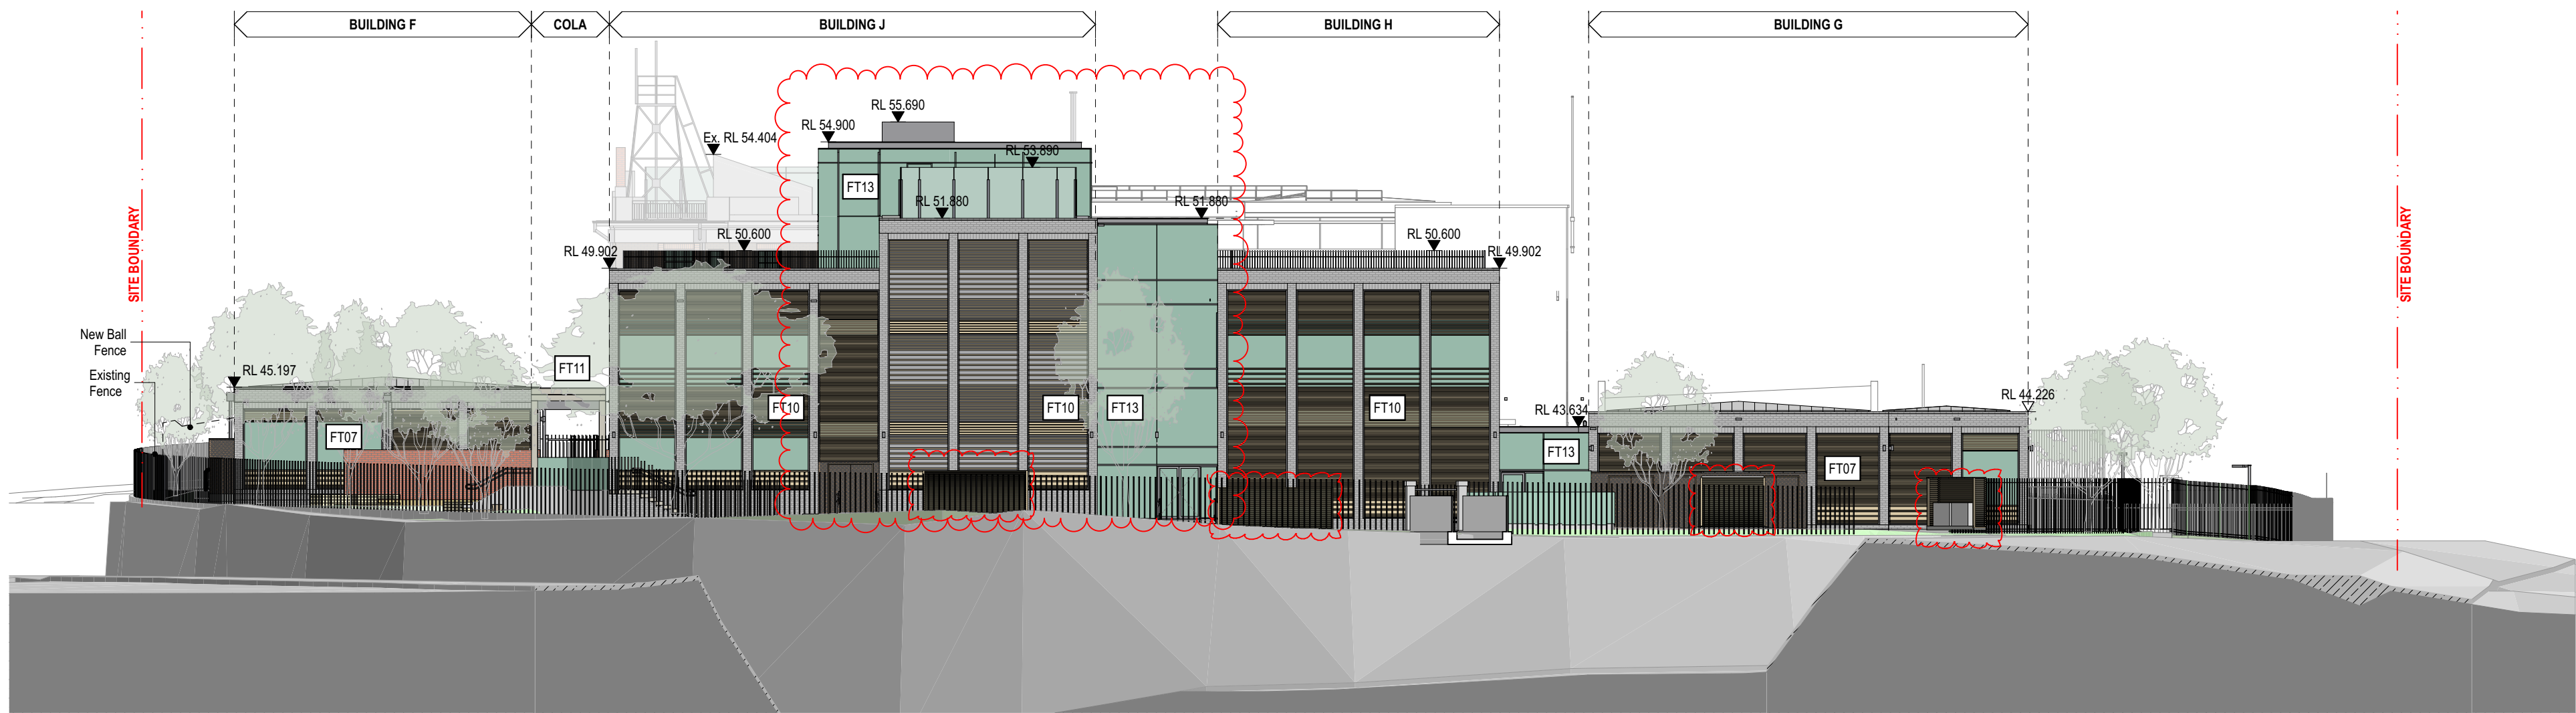 BUILDING F
COLA
BUILDING J
BUILDING H
BUILDING G
RL 55.690
RL 54.900
Ex. RL 54.404
RL 53.890
FT13
RL 51.880
RL 51.880
SITE BOUNDARY
SITE BOUNDARY
RL 50.600
RL 50.600
RL 49.902
RL 49.902
New Ball
Fence
Existing
Fence
RL 45.197
FT11
RL 44.226
RL 43.634
FT10
FT10
FT13
FT10
FT07
FT13
FT07